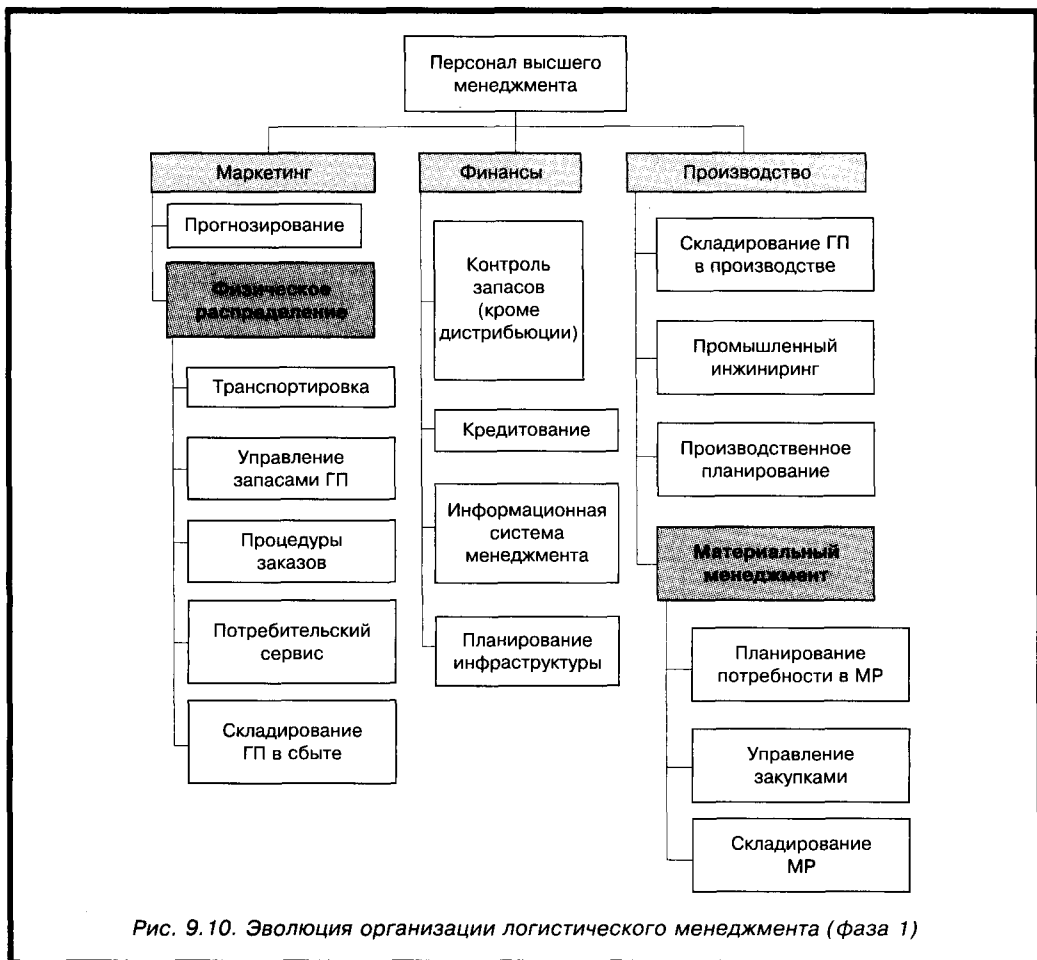 Персонал высшего
менеджмента
Маркетинг
Прогнозирование
Физическое
распределение
Транспортировка
Управление
запасами ГП
Процедуры
заказов
Потребительский
сервис
Складирование
ГП в сбыте
Финансы
Контроль
запасов
(кроме
дистрибьюции)
Кредитование
Информационная
система
менеджмента
Планирование
инфраструктуры
Производство
Складирование ГП
в производстве
Промышленный
инжиниринг
Производственное
планирование
Материальный
менеджмент
Планирование
потребности в МР
Управление
закупками
Складирование
МР
Рис. 9.10. Эволюция организации логистического менеджмента (фаза 1)